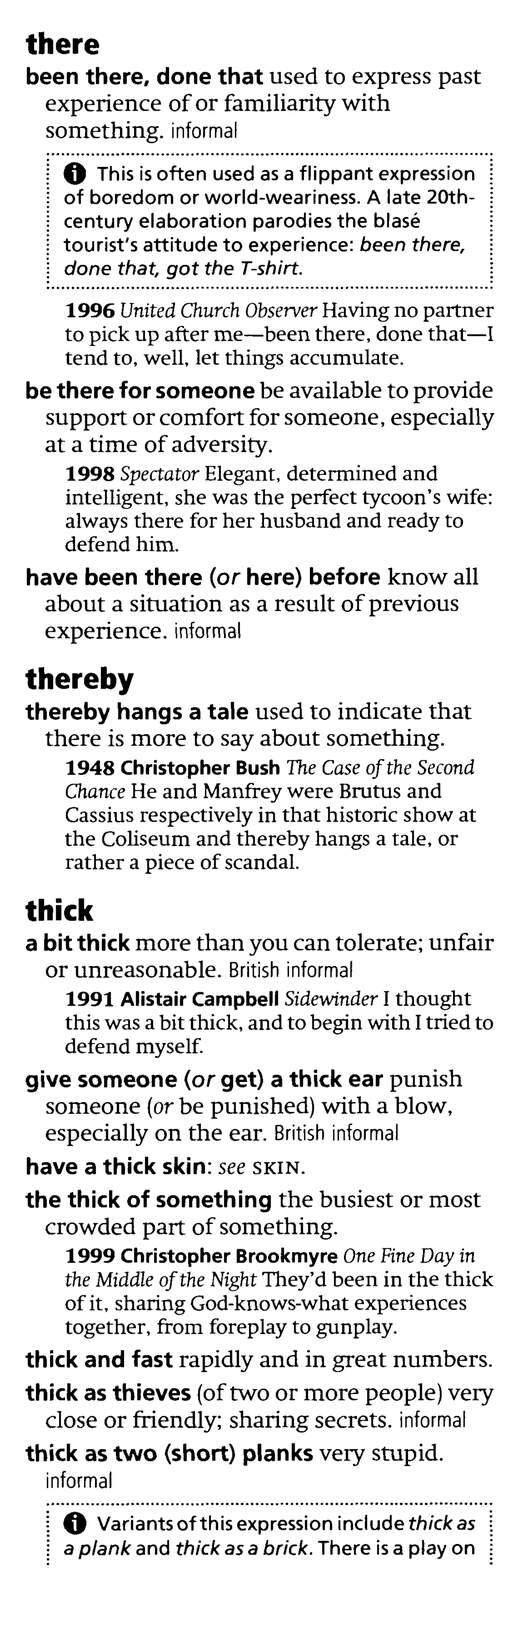 there
been there, done that used to express past
experience of or familiarity with
something. informal
This is often used as a flippant expression
of boredom or world-weariness. A late 20th-
century elaboration parodies the blasé
tourist's attitude to experience: been there,
done that, got the T-shirt.
1996 United Church Observer Having no partner
to pick up after me—been there, done that—I
tend to, well, let things accumulate.
be there for someone be available to provide
support or comfort for someone, especially
at a time of adversity.
1998 Spectator Elegant, determined and
intelligent, she was the perfect tycoon's wife:
always there for her husband and ready to
defend him.
have been there (or here) before know all
about a situation as a result of previous
experience. informal
thereby
thereby hangs a tale used to indicate that
there is more to say about something.
1948 Christopher Bush The Case of the Second
Chance He and Manfrey were Brutus and
Cassius respectively in that historic show at
the Coliseum and thereby hangs a tale, or
rather a piece of scandal.
thick
a bit thick more than you can tolerate; unfair
or unreasonable. British informal
1991 Alistair Campbell Sidewinder I thought
this was a bit thick, and to begin with I tried to
defend myself.
give someone (or get) a thick ear punish
someone (or be punished) with a blow,
especially on the ear. British informal
have a thick skin: see SKIN.
the thick of something the busiest or most
crowded part of something.
1999 Christopher Brookmyre One Fine Day in
the Middle of the Night They'd been in the thick
of it, sharing God-knows-what experiences
together, from foreplay to gunplay.
thick and fast rapidly and in great numbers.
thick as thieves (of two or more people) very
close or friendly; sharing secrets. informal
thick as two (short) planks very stupid.
informal
Variants of this expression include thick as
a plank and thick as a brick. There is a play on